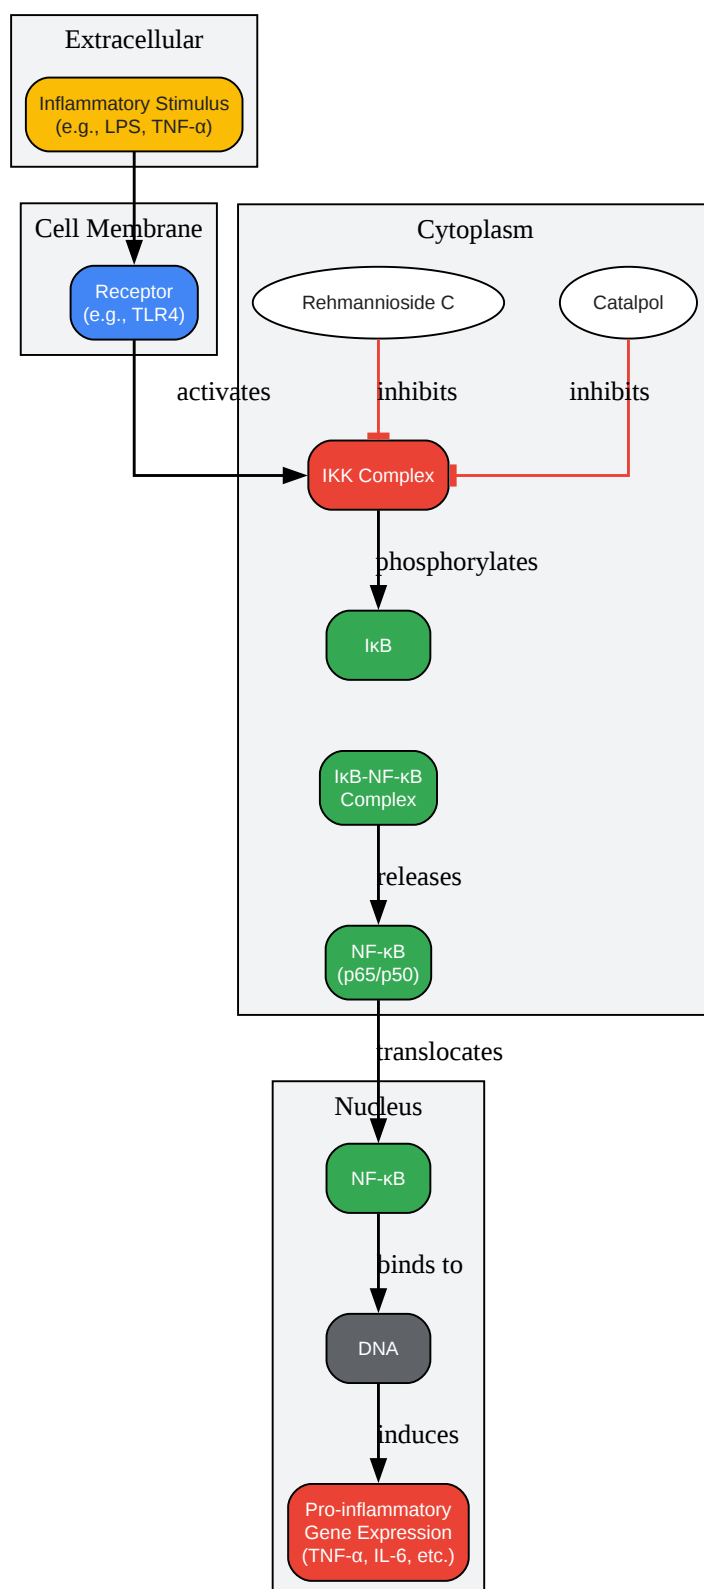 Extracellular
Inflammatory Stimulus
(e.g., LPS, TNF-α)
Cell Membrane
Receptor
(e.g., TLR4)
Cytoplasm
Rehmannioside C
Catalpol
activates
inhibits
inhibits
IKK Complex
phosphorylates
IκB
IκB-NF-κB
Complex
releases
NF-κB
(p65/p50)
translocates
Nucleus
NF-κB
binds to
DNA
induces
Pro-inflammatory
Gene Expression
(TNF-α, IL-6, etc.)